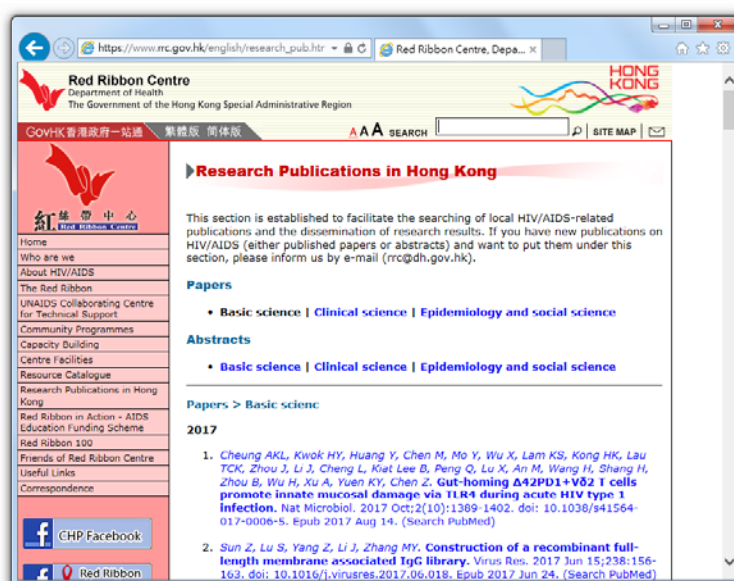 https://www.rrc.gov.hk/english/research_pub.htr
Red Ribbon Centre, Depa...
Red Ribbon Centre
Department of Health
The Government of the Hong Kong Special Administrative Region
HONG
KONG
GovHK香港政府一站通
繁體版 简体版
A A A SEARCH
SITE MAP
紅絲帶中心
Red Ribbon Centre
Home
Who are we
About HIV/AIDS
The Red Ribbon
UNAIDS Collaborating Centre
for Technical Support
Community Programmes
Capacity Building
Centre Facilities
Resource Catalogue
Research Publications in Hong
Kong
Red Ribbon in Action - AIDS
Education Funding Scheme
Red Ribbon 100
Friends of Red Ribbon Centre
Useful Links
Correspondence
CHP Facebook
Red Ribbon
Research Publications in Hong Kong
This section is established to facilitate the searching of local HIV/AIDS-related
publications and the dissemination of research results. If you have new publications on
HIV/AIDS (either published papers or abstracts) and want to put them under this
section, please inform us by e-mail (rrc@dh.gov.hk).
Papers
• Basic science | Clinical science | Epidemiology and social science
Abstracts
• Basic science | Clinical science | Epidemiology and social science
Papers > Basic scienc
2017
1. Cheung AKL, Kwok HY, Huang Y, Chen M, Mo Y, Wu X, Lam KS, Kong HK, Lau
TCK, Zhou J, Li J, Cheng L, Kiat Lee B, Peng Q, Lu X, An M, Wang H, Shang H,
Zhou B, Wu H, Xu A, Yuen KY, Chen Z. Gut-homing Δ42PD1+Vδ2 T cells
promote innate mucosal damage via TLR4 during acute HIV type 1
infection. Nat Microbiol. 2017 Oct;2(10):1389-1402. doi: 10.1038/s41564-
017-0006-5. Epub 2017 Aug 14. (Search PubMed)
2. Sun Z, Lu S, Yang Z, Li J, Zhang MY. Construction of a recombinant full-
length membrane associated IgG library. Virus Res. 2017 Jun 15;238:156-
163. doi: 10.1016/j.virusres.2017.06.018. Epub 2017 Jun 24. (Search PubMed)